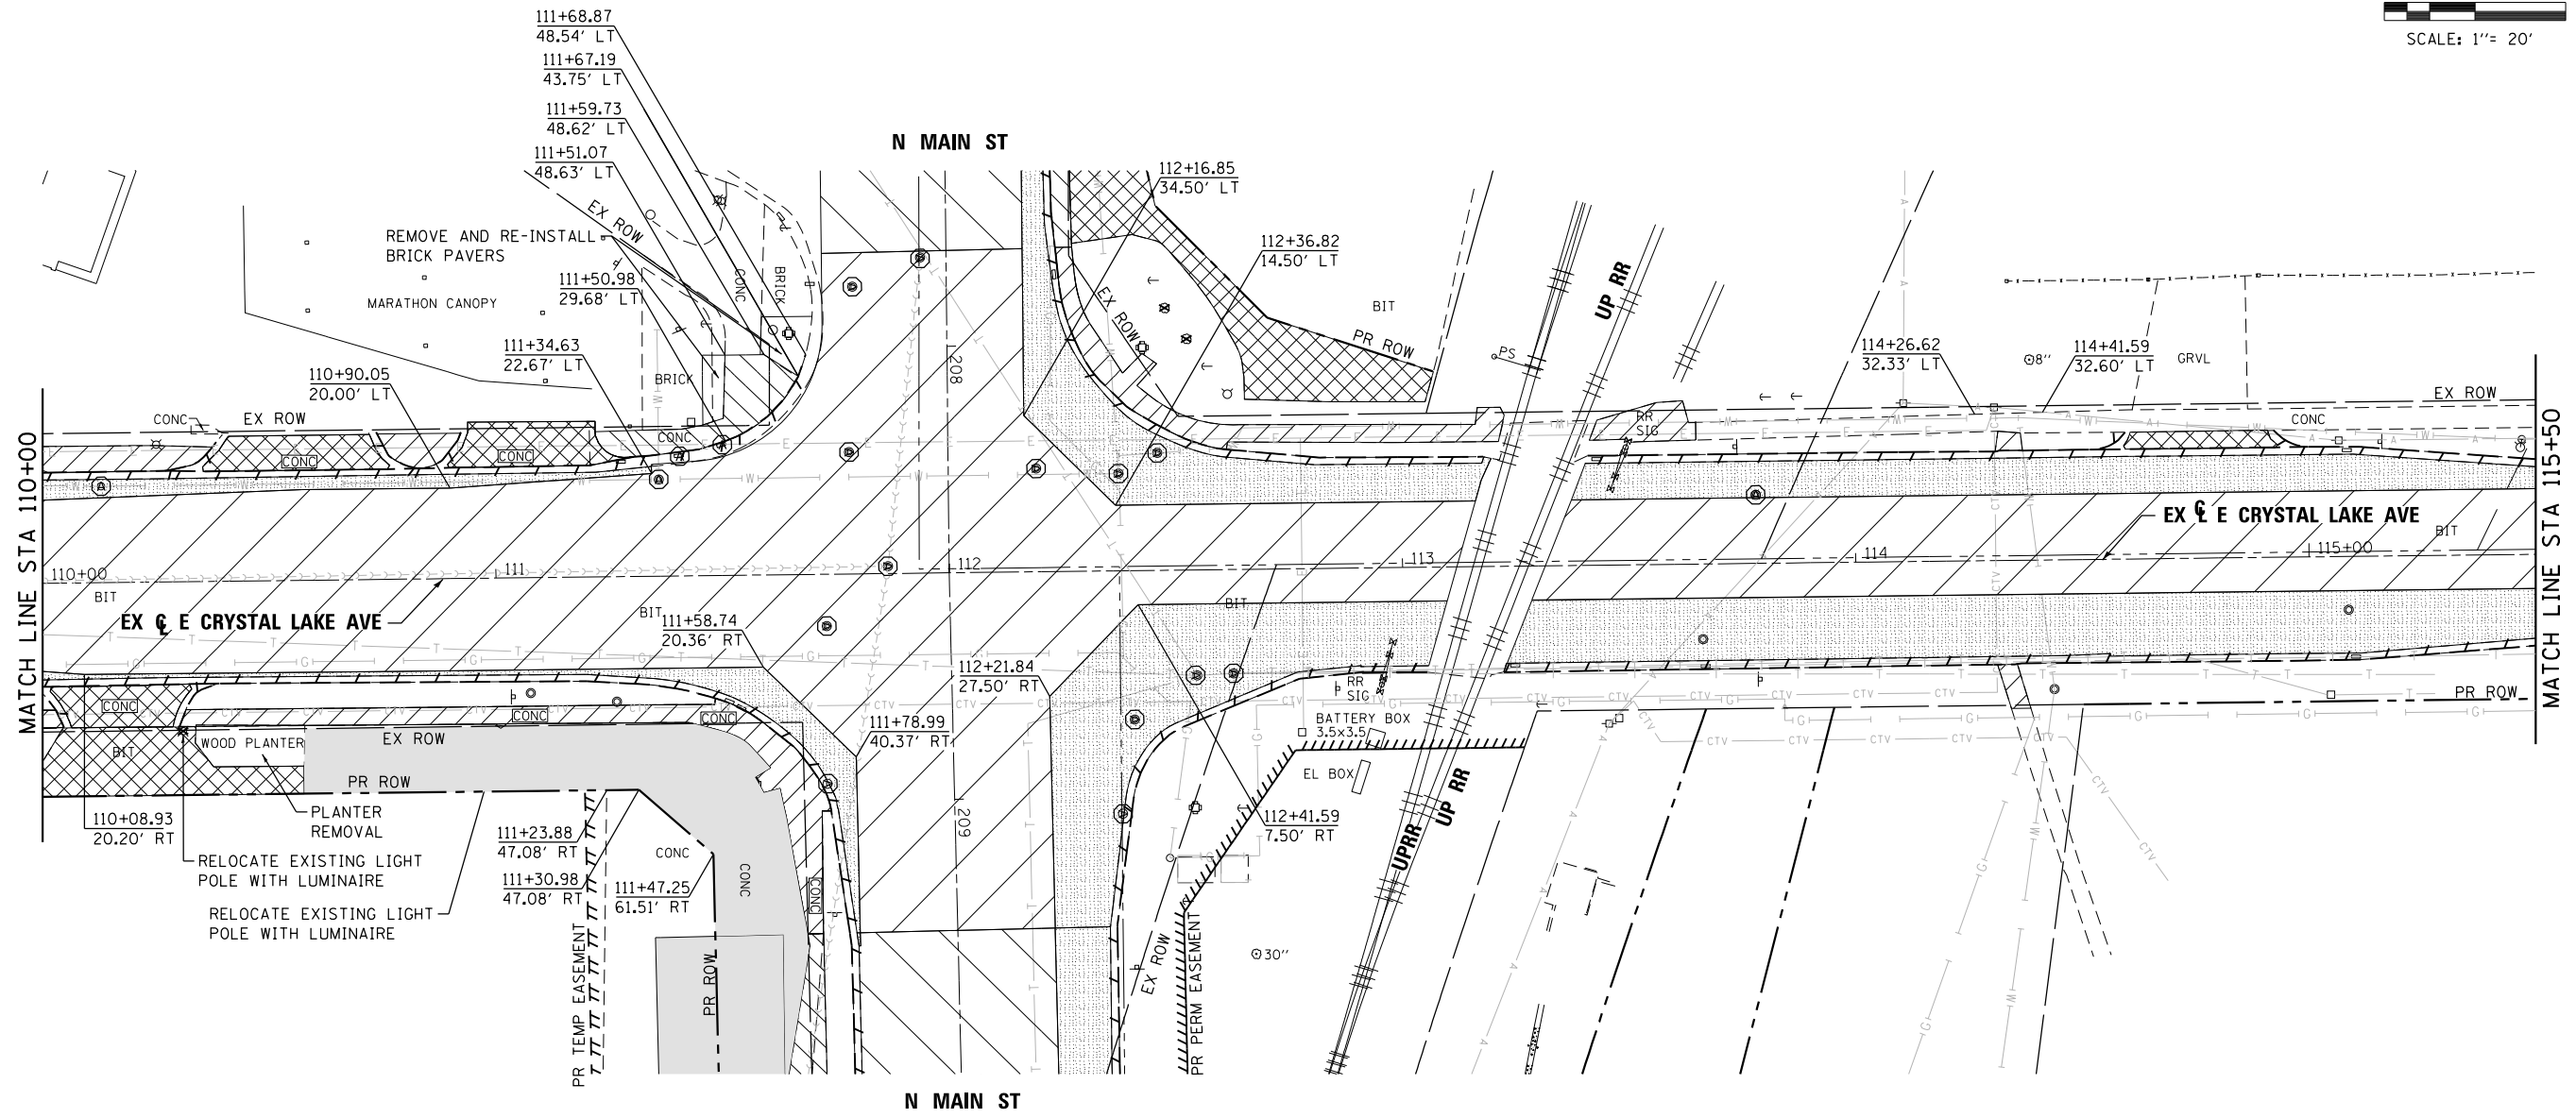 SCALE: 1''= 20'
111+68.87
48.54' LT
111+67.19
43.75' LT
111+59.73
48.62' LT
111+51.07
48.63' LT
N MAIN ST
112+16.85
34.50' LT
EX ROW
REMOVE AND RE-INSTALL
BRICK PAVERS
112+36.82
14.50' LT
111+50.98
29.68' LT
MARATHON CANOPY
CONC
BRICK
EX ROW
BIT
UP RR
PR ROW
PS
208
111+34.63
22.67' LT
110+90.05
20.00' LT
BRICK
114+26.62
32.33' LT
8''
114+41.59
32.60' LT
GRVL
EX ROW
CONC
EX ROW
CONC
CONC
CONC
CONC
RR
SIG
MATCH LINE STA 110+00
MATCH LINE STA 115+50
EX ℄ E CRYSTAL LAKE AVE
BIT
110+00
111
112
113
114
115+00
BIT
EX ℄ E CRYSTAL LAKE AVE
BIT
BIT
111+58.74
20.36' RT
112+21.84
27.50' RT
RR
SIG
PR ROW
CONC
CONC
CONC
111+78.99
40.37' RT
BATTERY BOX
3.5x3.5
WOOD PLANTER
BIT
EX ROW
EL BOX
PR ROW
PLANTER
REMOVAL
110+08.93
20.20' RT
209
112+41.59
7.50' RT
UPRR
UP RR
111+23.88
47.08' RT
CONC
CONC
CONC
RELOCATE EXISTING LIGHT
POLE WITH LUMINAIRE
111+30.98
47.08' RT
111+47.25
61.51' RT
RELOCATE EXISTING LIGHT
POLE WITH LUMINAIRE
PR TEMP EASEMENT
PR ROW
EX ROW
PR PERM EASEMENT
30''
N MAIN ST